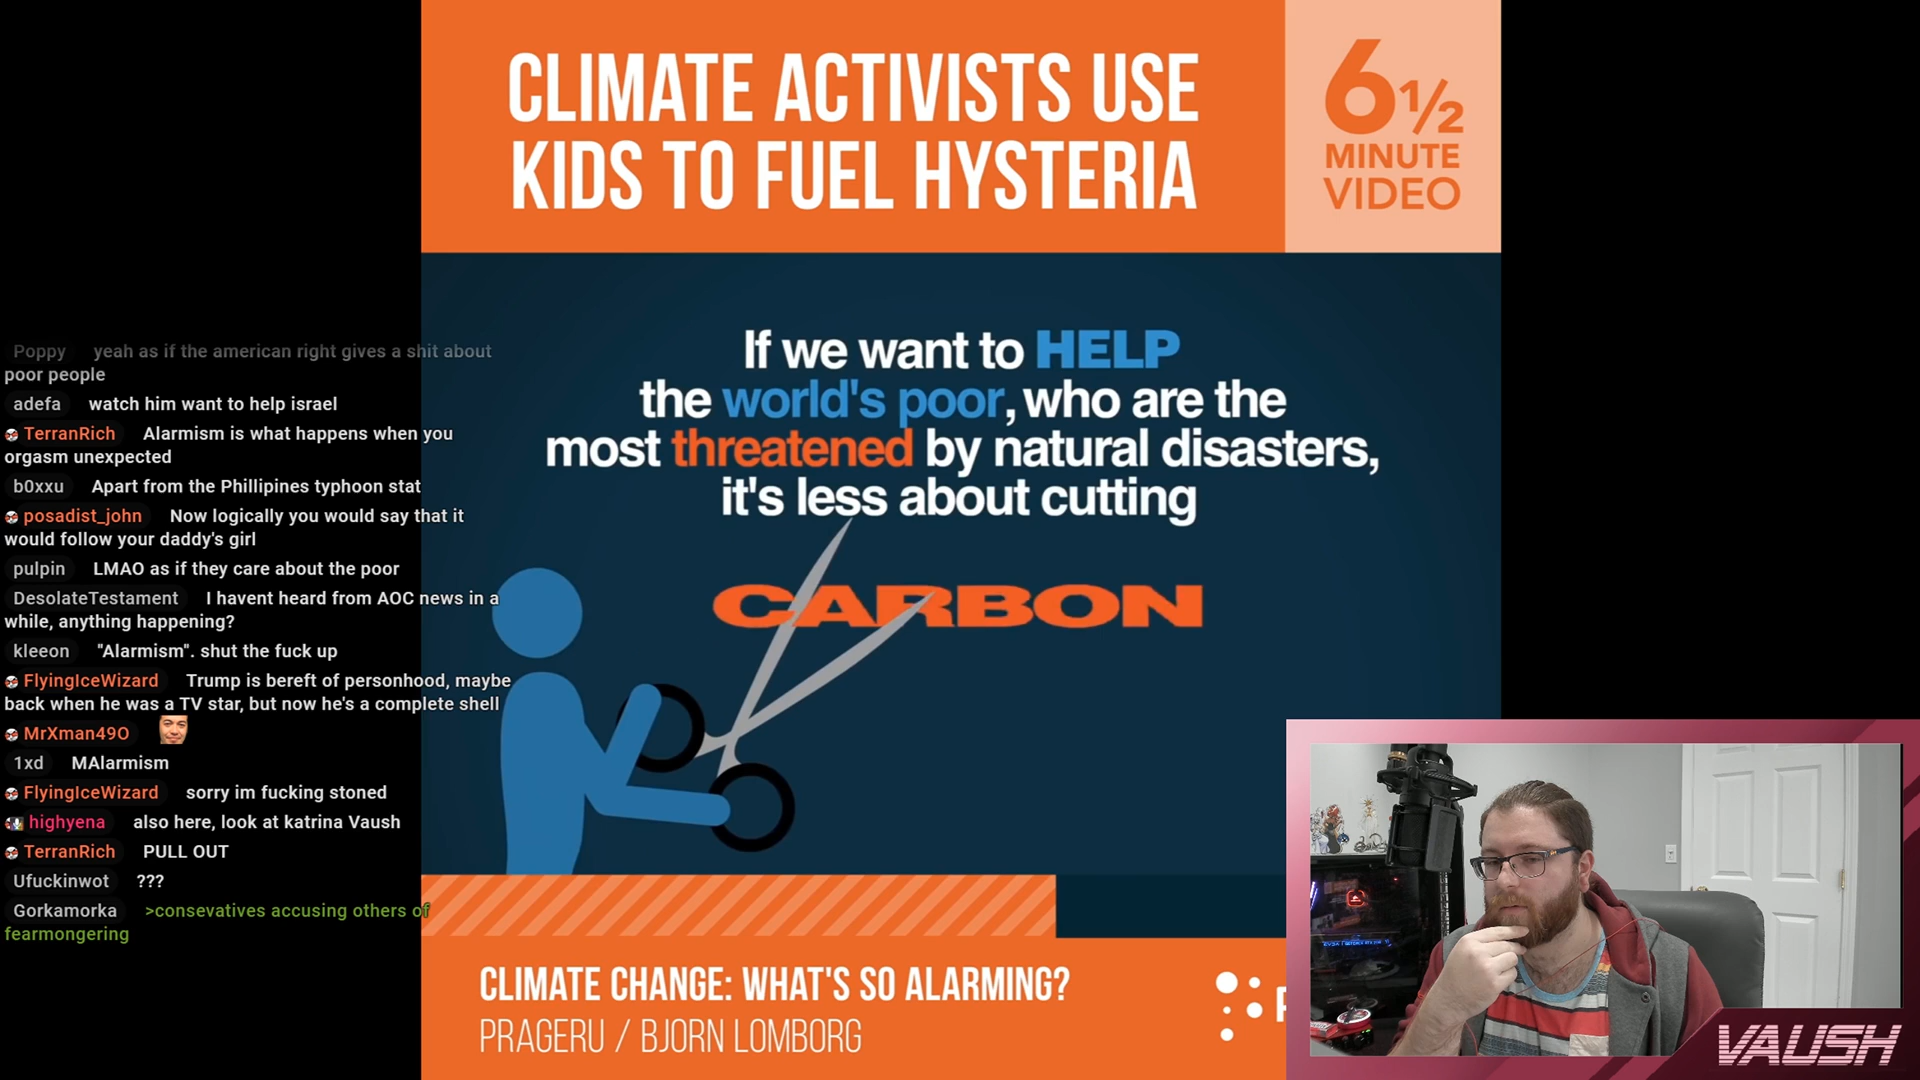 CLIMATE ACTIVISTS USE
KIDS TO FUEL HYSTERIA
6 1/2
MINUTE
VIDEO
If we want to HELP
the world's poor, who are the
most threatened by natural disasters,
it's less about cutting
CARBON
Poppy yeah as if the american right gives a shit about
poor people
adefa watch him want to help israel
TerranRich Alarmism is what happens when you
orgasm unexpected
b0xxu Apart from the Phillipines typhoon stat
posadist_john Now logically you would say that it
would follow your daddy's girl
pulpin LMAO as if they care about the poor
DesolateTestament I havent heard from AOC news in a
while, anything happening?
kleeon "Alarmism". shut the fuck up
FlyingIceWizard Trump is bereft of personhood, maybe
back when he was a TV star, but now he's a complete shell
MrXman49O
1xd MAlarmism
FlyingIceWizard sorry im fucking stoned
highyena also here, look at katrina Vaush
TerranRich PULL OUT
Ufuckinwot ???
Gorkamorka >consevatives accusing others of
fearmongering
CLIMATE CHANGE: WHAT'S SO ALARMING?
PRAGERU / BJORN LOMBORG
VAUSH